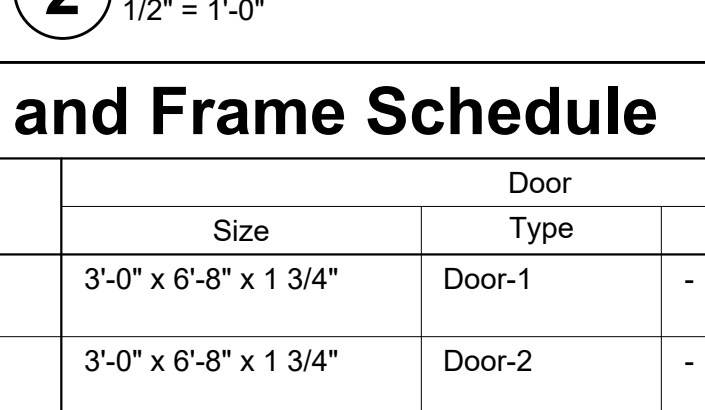 2
1/2" = 1'-0"
and Frame Schedule
Door
Size Type
3'-0" x 6'-8" x 1 3/4" Door-1 -
3'-0" x 6'-8" x 1 3/4" Door-2 -